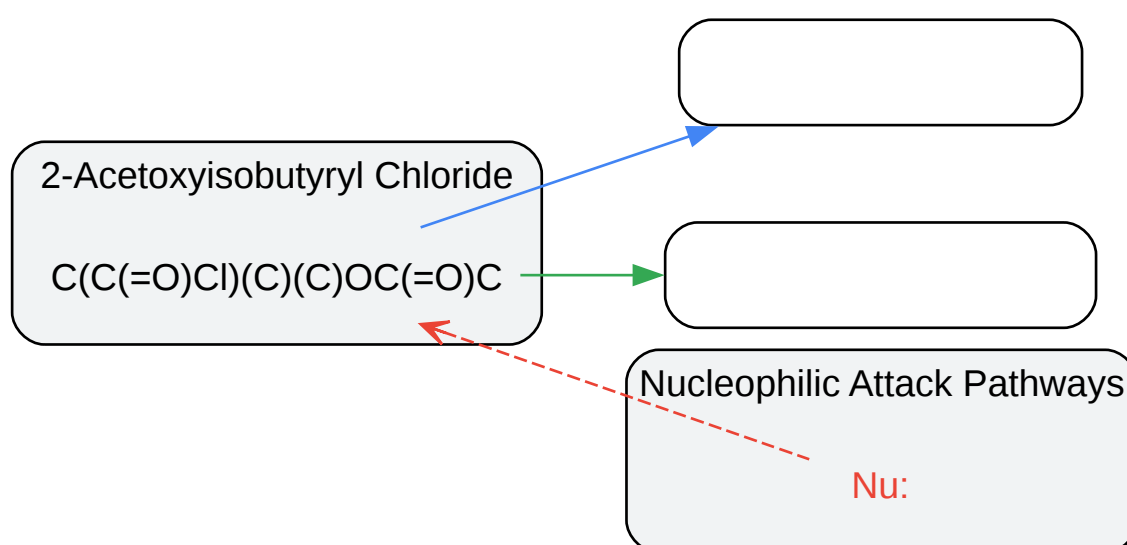 2-Acetoxyisobutyryl Chloride
C(C(=O)Cl)(C)(C)OC(=O)C
Nucleophilic Attack Pathways
Nu: